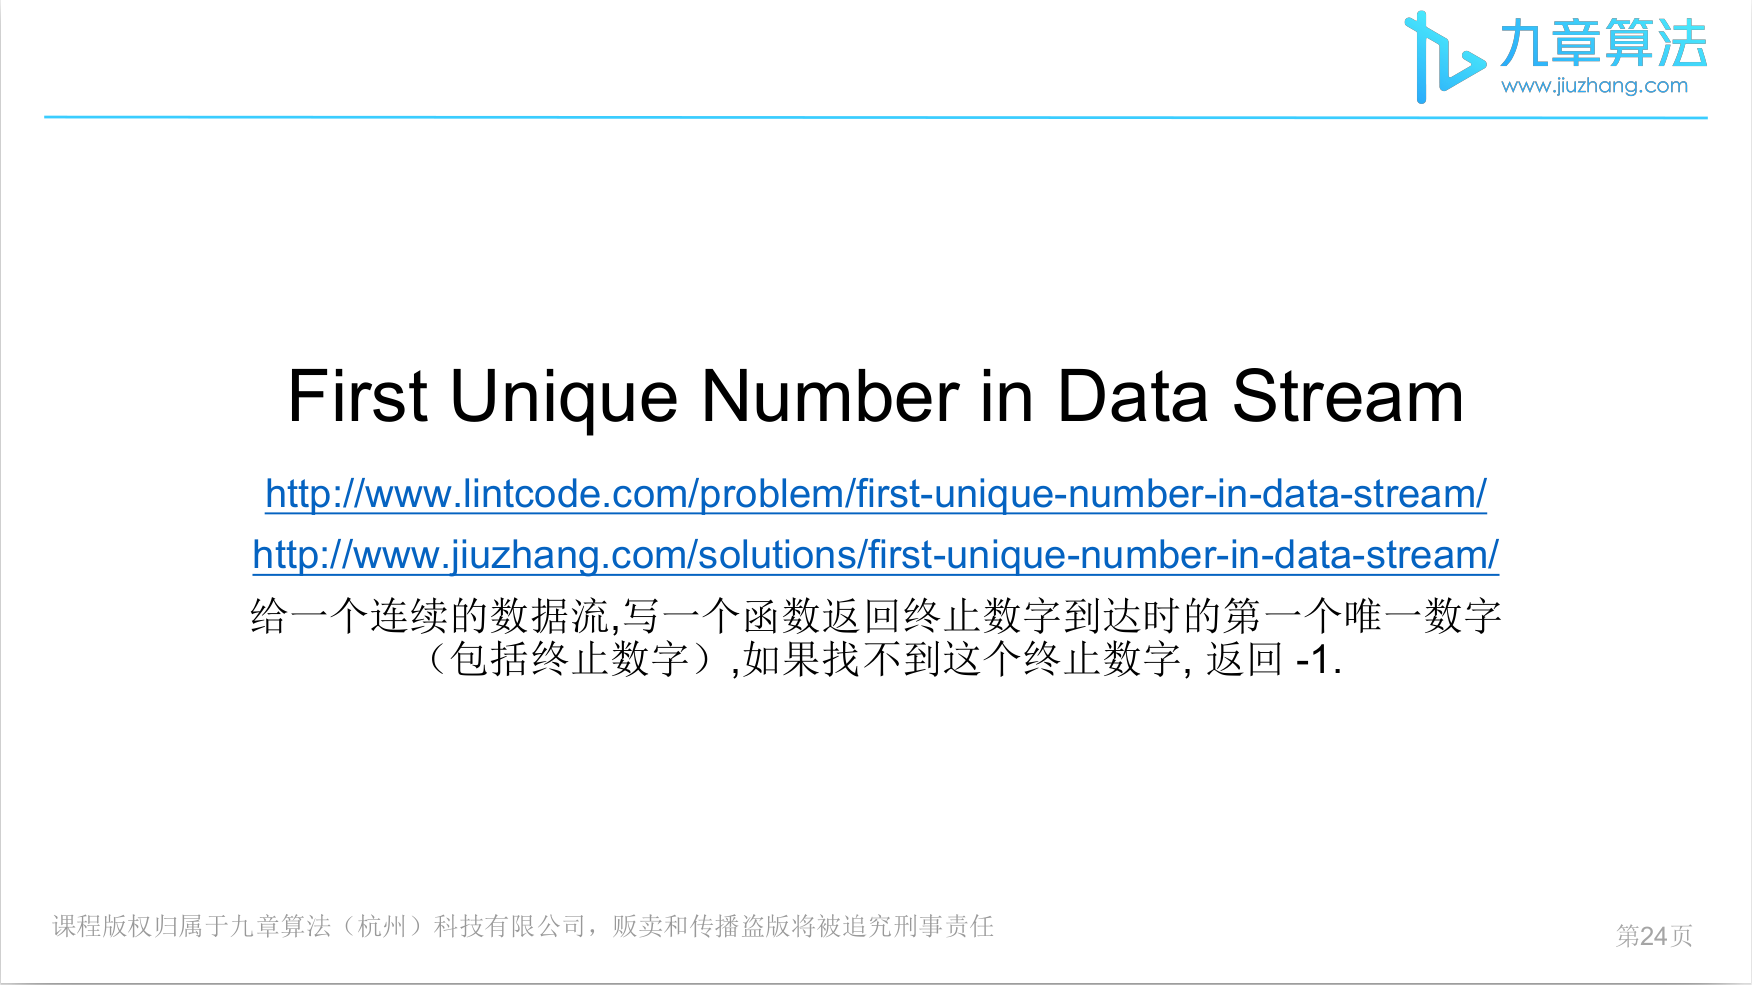 九章算法
www.jiuzhang.com
First Unique Number in Data Stream
http://www.lintcode.com/problem/first-unique-number-in-data-stream/
http://www.jiuzhang.com/solutions/first-unique-number-in-data-stream/
给一个连续的数据流,写一个函数返回终止数字到达时的第一个唯一数字
（包括终止数字）,如果找不到这个终止数字, 返回 -1.
课程版权归属于九章算法（杭州）科技有限公司，贩卖和传播盗版将被追究刑事责任
第24页